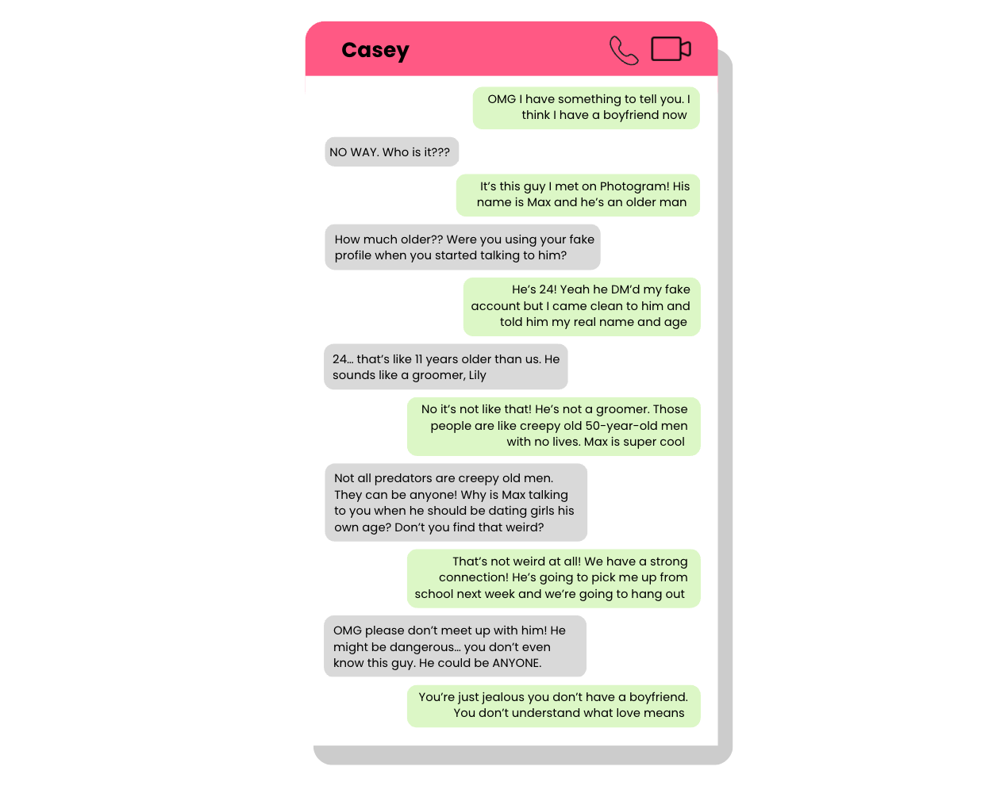 Casey
OMG I have something to tell you. I
think I have a boyfriend now
NO WAY. Who is it???
It’s this guy I met on Photogram! His
name is Max and he’s an older man
How much older?? Were you using your fake
profile when you started talking to him?
He’s 24! Yeah he DM’d my fake
account but I came clean to him and
told him my real name and age
24… that’s like 11 years older than us. He
sounds like a groomer, Lily
No it’s not like that! He’s not a groomer. Those
people are like creepy old 50-year-old men
with no lives. Max is super cool
Not all predators are creepy old men.
They can be anyone! Why is Max talking
to you when he should be dating girls his
own age? Don’t you find that weird?
That’s not weird at all! We have a strong
connection! He’s going to pick me up from
school next week and we’re going to hang out
OMG please don’t meet up with him! He
might be dangerous… you don’t even
know this guy. He could be ANYONE.
You’re just jealous you don’t have a boyfriend.
You don’t understand what love means